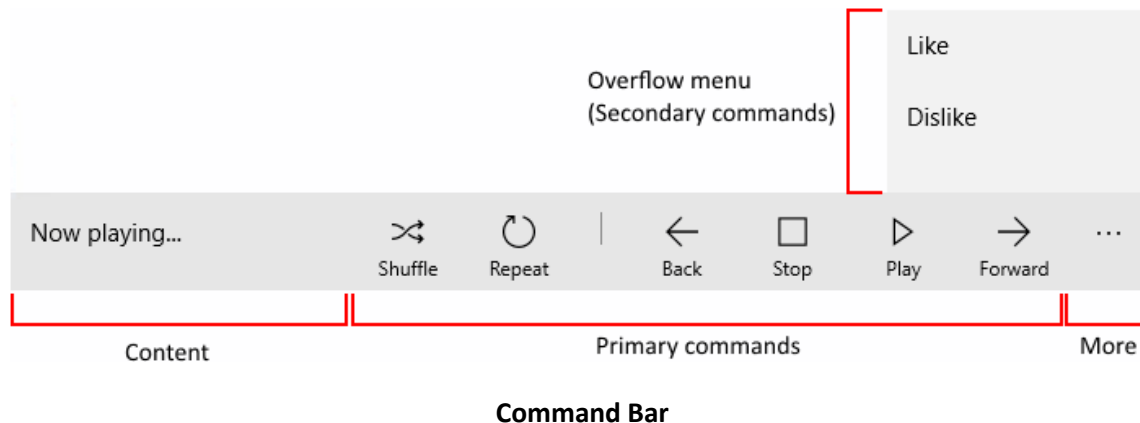 Like
Overflow menu
(Secondary commands)
Dislike
Now playing...
Shuffle
Repeat
Back
Stop
Play
Forward
...
Content
Primary commands
More
Command Bar